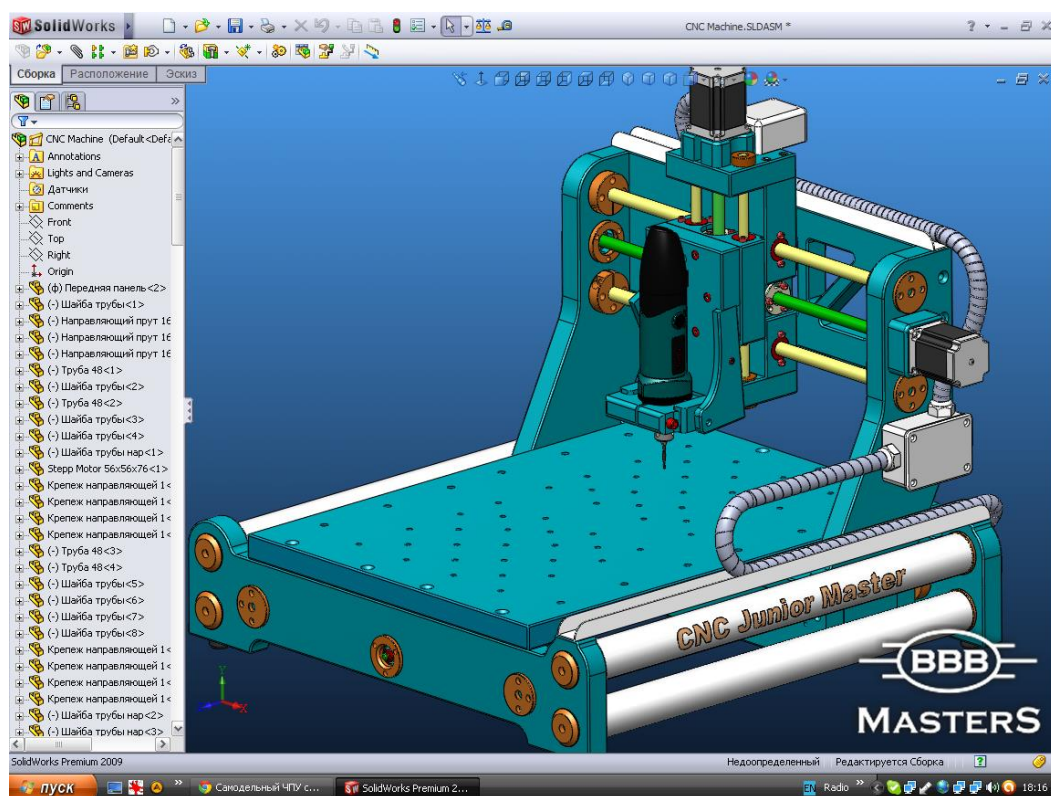 SolidWorks
CNC Machine.SLDASM *
Сборка Расположение Эскиз
CNC Machine (Default<Defa
Annotations
Lights and Cameras
Датчики
Comments
Front
Top
Right
Origin
(ф) Передняя панель<2>
(-) Шайба трубы<1>
(-) Направляющий прут 16
(-) Направляющий прут 16
(-) Направляющий прут 16
(-) Труба 48<1>
(-) Шайба трубы<2>
(-) Труба 48<2>
(-) Шайба трубы<3>
(-) Шайба трубы<4>
(-) Шайба трубы нар<1>
Stepp Motor 56x56x76<1>
Крепеж направляющей 1<
Крепеж направляющей 1<
Крепеж направляющей 1<
Крепеж направляющей 1<
(-) Труба 48<3>
(-) Труба 48<4>
(-) Шайба трубы<5>
(-) Шайба трубы<6>
(-) Шайба трубы<7>
(-) Шайба трубы<8>
Крепеж направляющей 1<
Крепеж направляющей 1<
Крепеж направляющей 1<
Крепеж направляющей 1<
(-) Шайба трубы нар<2>
(-) Шайба трубы нар<3>
CNC Junior Master
BBB
MASTERS
SolidWorks Premium 2009
Недоопределенный Редактируется Сборка
пуск
Самодельный ЧПУ с...
SolidWorks Premium 2...
EN Radio 18:16